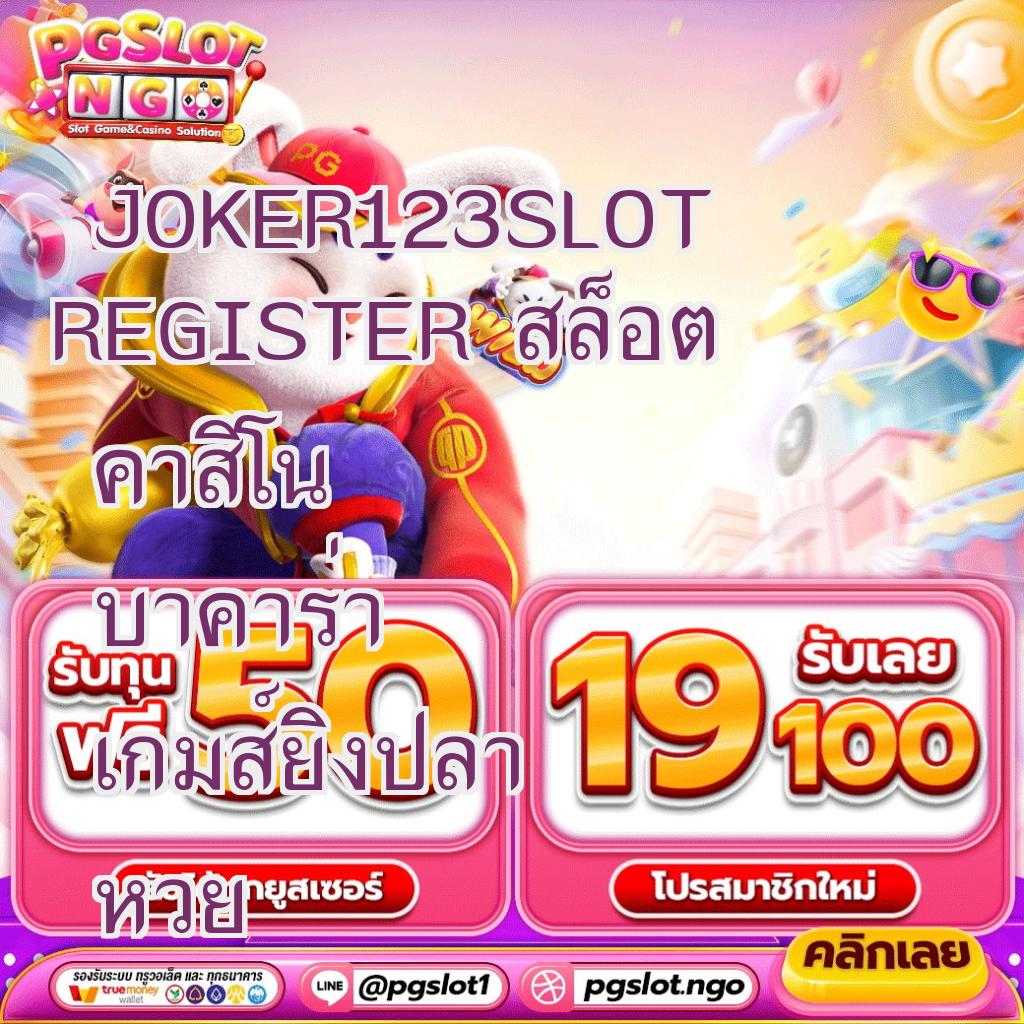 PGSLOT
NGO
Slot Game&Casino Solution
PG
JOKER123SLOT
REGISTER สล็อต
WILD
คาสิโน
บาคาร่า
เกมส์ยิงปลา
หวย
รับทุน
ฟรี 50
19 รับเลย
100
ยูสเซอร์
โปรสมาชิกใหม่
คลิกเลย
รองรับระบบ ทรูวอเล็ต และ ทุกธนาคาร
truemoney
wallet
LINE @pgslot1
pgslot.ngo